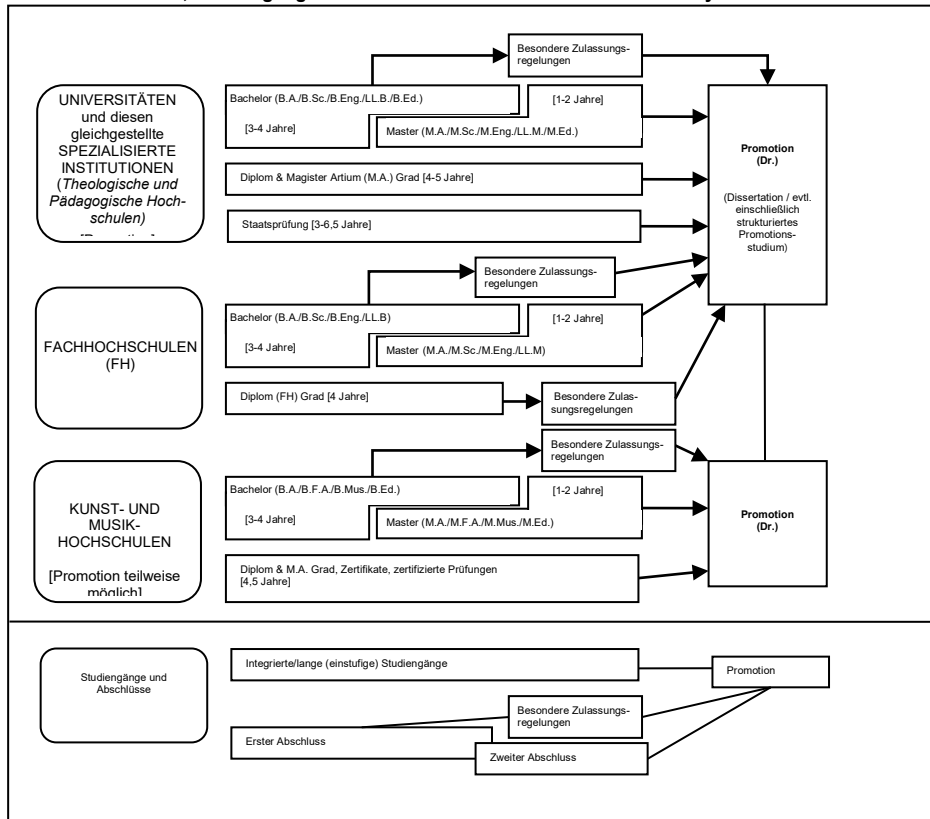 Besondere Zulassungs-
regelungen
UNIVERSITÄTEN
und diesen
gleichgestellte
SPEZIALISIERTE
INSTITUTIONEN
(Theologische und
Pädagogische Hoch-
schulen)
Bachelor (B.A./B.Sc./B.Eng./LL.B./B.Ed.)
[3-4 Jahre]
[1-2 Jahre]
Master (M.A./M.Sc./M.Eng./LL.M./M.Ed.)
Diplom & Magister Artium (M.A.) Grad [4-5 Jahre]
Staatsprüfung [3-6,5 Jahre]
Promotion
(Dr.)
(Dissertation / evtl.
einschließlich
strukturiertes
Promotions-
studium)
Besondere Zulassungs-
regelungen
FACHHOCHSCHULEN
(FH)
Bachelor (B.A./B.Sc./B.Eng./LL.B)
[3-4 Jahre]
[1-2 Jahre]
Master (M.A./M.Sc./M.Eng./LL.M)
Diplom (FH) Grad [4 Jahre]
Besondere Zulas-
sungsregelungen
Besondere Zulassungs-
regelungen
KUNST- UND
MUSIK-
HOCHSCHULEN
[Promotion teilweise
möglich]
Bachelor (B.A./B.F.A./B.Mus./B.Ed.)
[3-4 Jahre]
[1-2 Jahre]
Master (M.A./M.F.A./M.Mus./M.Ed.)
Diplom & M.A. Grad, Zertifikate, zertifizierte Prüfungen
[4,5 Jahre]
Promotion
(Dr.)
Studiengänge und
Abschlüsse
Integrierte/lange (einstufige) Studiengänge
Promotion
Besondere Zulassungs-
regelungen
Erster Abschluss
Zweiter Abschluss